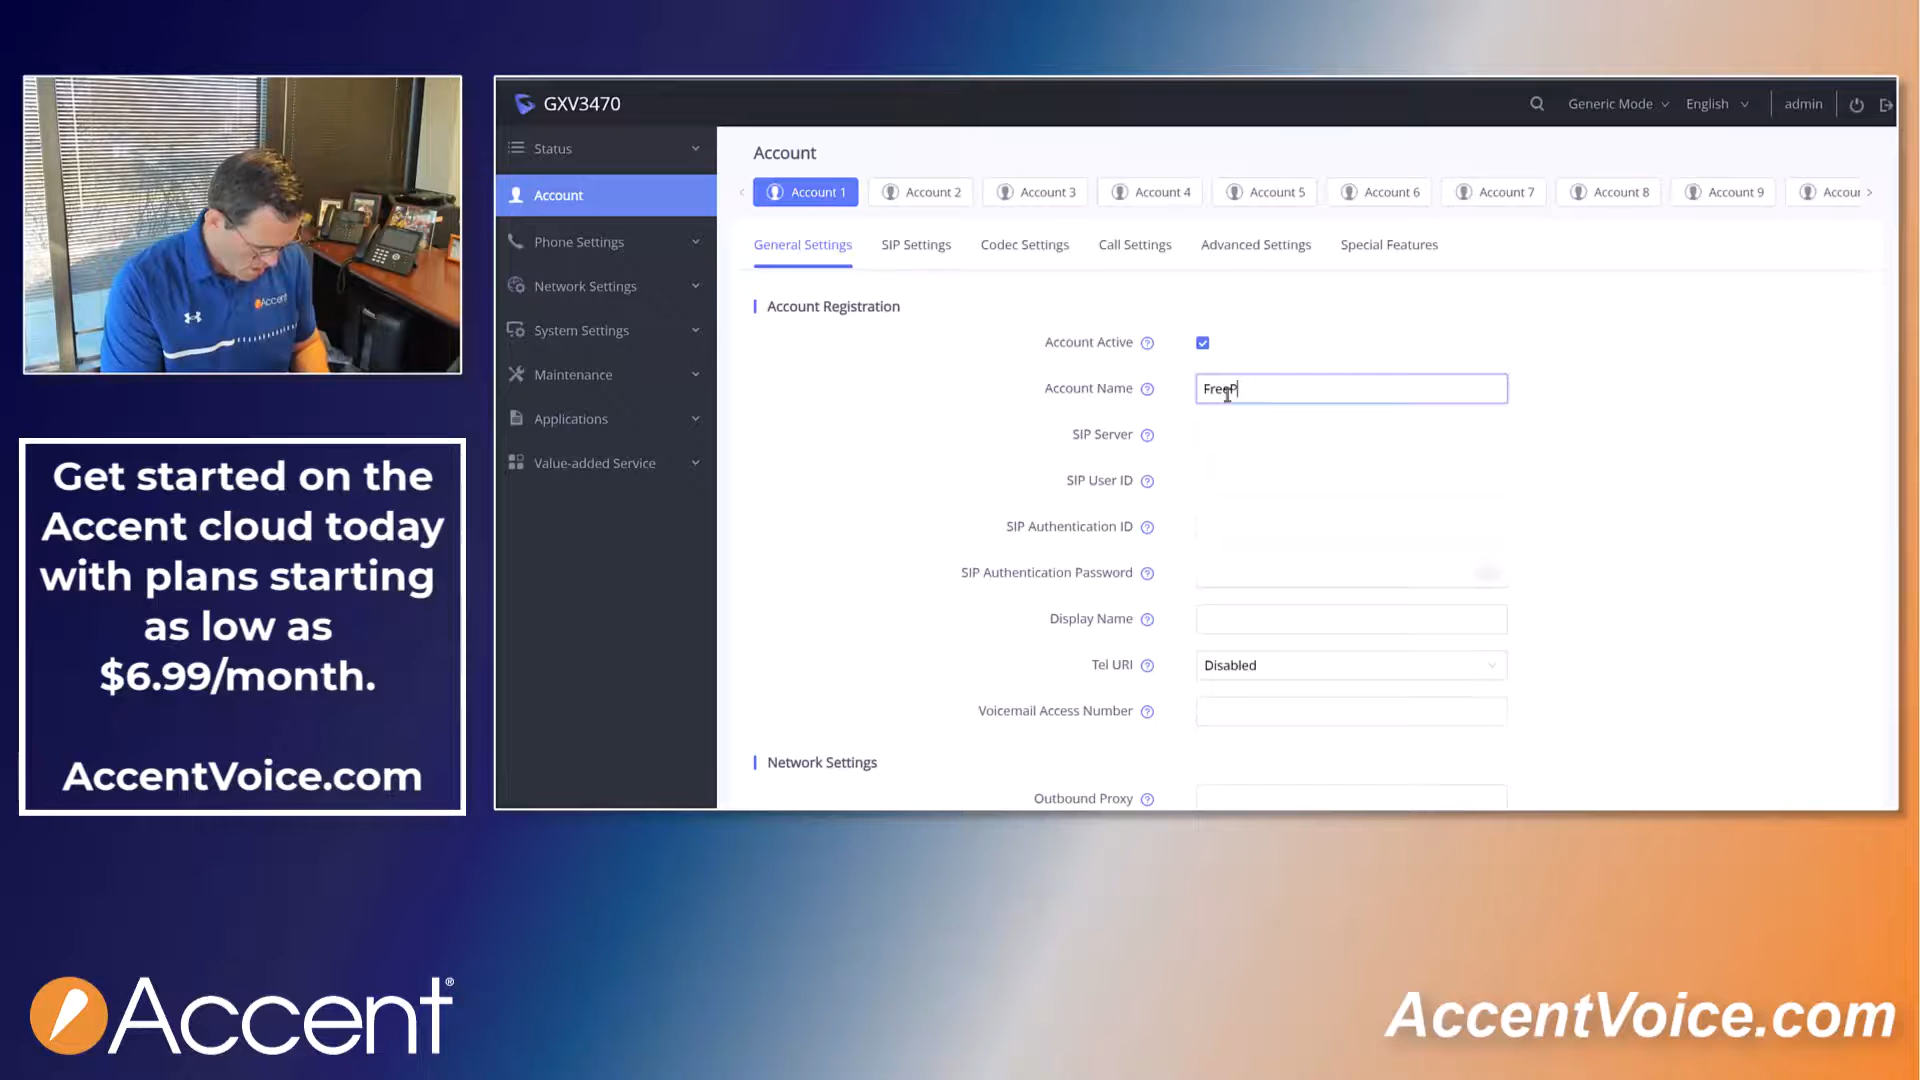 GXV3470
Generic Mode
English
admin
Status
Account
Phone Settings
Network Settings
System Settings
Maintenance
Applications
Value-added Service
Account
Account 1
Account 2
Account 3
Account 4
Account 5
Account 6
Account 7
Account 8
Account 9
Accour
General Settings
SIP Settings
Codec Settings
Call Settings
Advanced Settings
Special Features
Account Registration
Account Active
Account Name
FreeP
SIP Server
SIP User ID
SIP Authentication ID
SIP Authentication Password
Display Name
Tel URI
Disabled
Voicemail Access Number
Network Settings
Outbound Proxy
Accent
Get started on the
Accent cloud today
with plans starting
as low as
$6.99/month.
AccentVoice.com
Accent®
AccentVoice.com